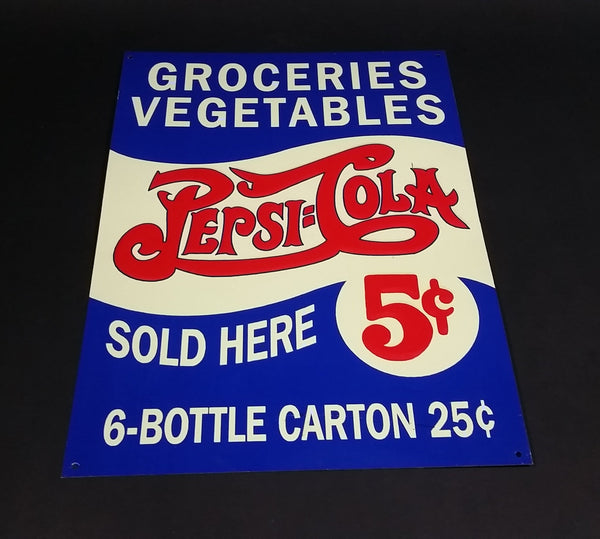 GROCERIES
VEGETABLES
PEPSI=COLA
5¢
SOLD HERE
6-BOTTLE CARTON 25¢